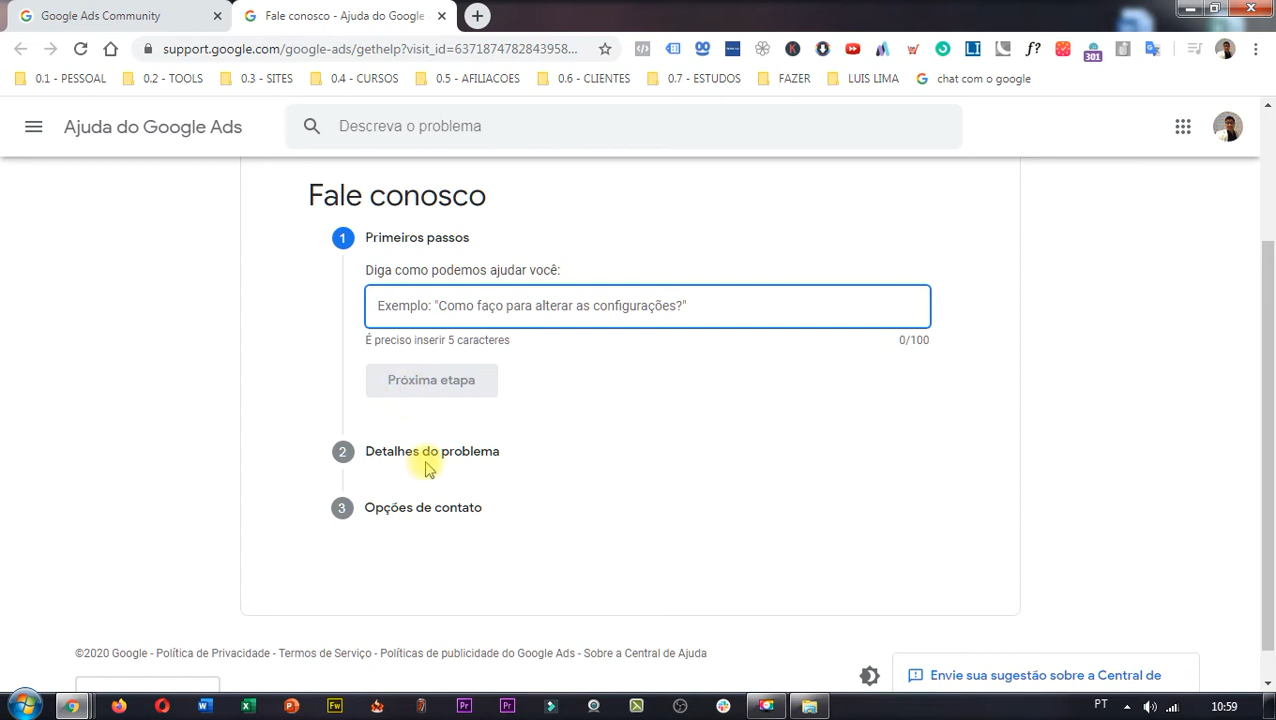 Google Ads Community
Fale conosco - Ajuda do Google
support.google.com/google-ads/gethelp?visit_id=6371874782843958...
f?
301
0.1 - PESSOAL
0.2 - TOOLS
0.3 - SITES
0.4 - CURSOS
0.5 - AFILIACOES
0.6 - CLIENTES
0.7 - ESTUDOS
FAZER
LUIS LIMA
chat com o google
Ajuda do Google Ads
Descreva o problema
Fale conosco
1 Primeiros passos
Diga como podemos ajudar você:
Exemplo: "Como faço para alterar as configurações?"
É preciso inserir 5 caracteres 0/100
Próxima etapa
2 Detalhes do problema
3 Opções de contato
©2020 Google - Política de Privacidade - Termos de Serviço - Políticas de publicidade do Google Ads - Sobre a Central de Ajuda
Envie sua sugestão sobre a Central de
PT 10:59